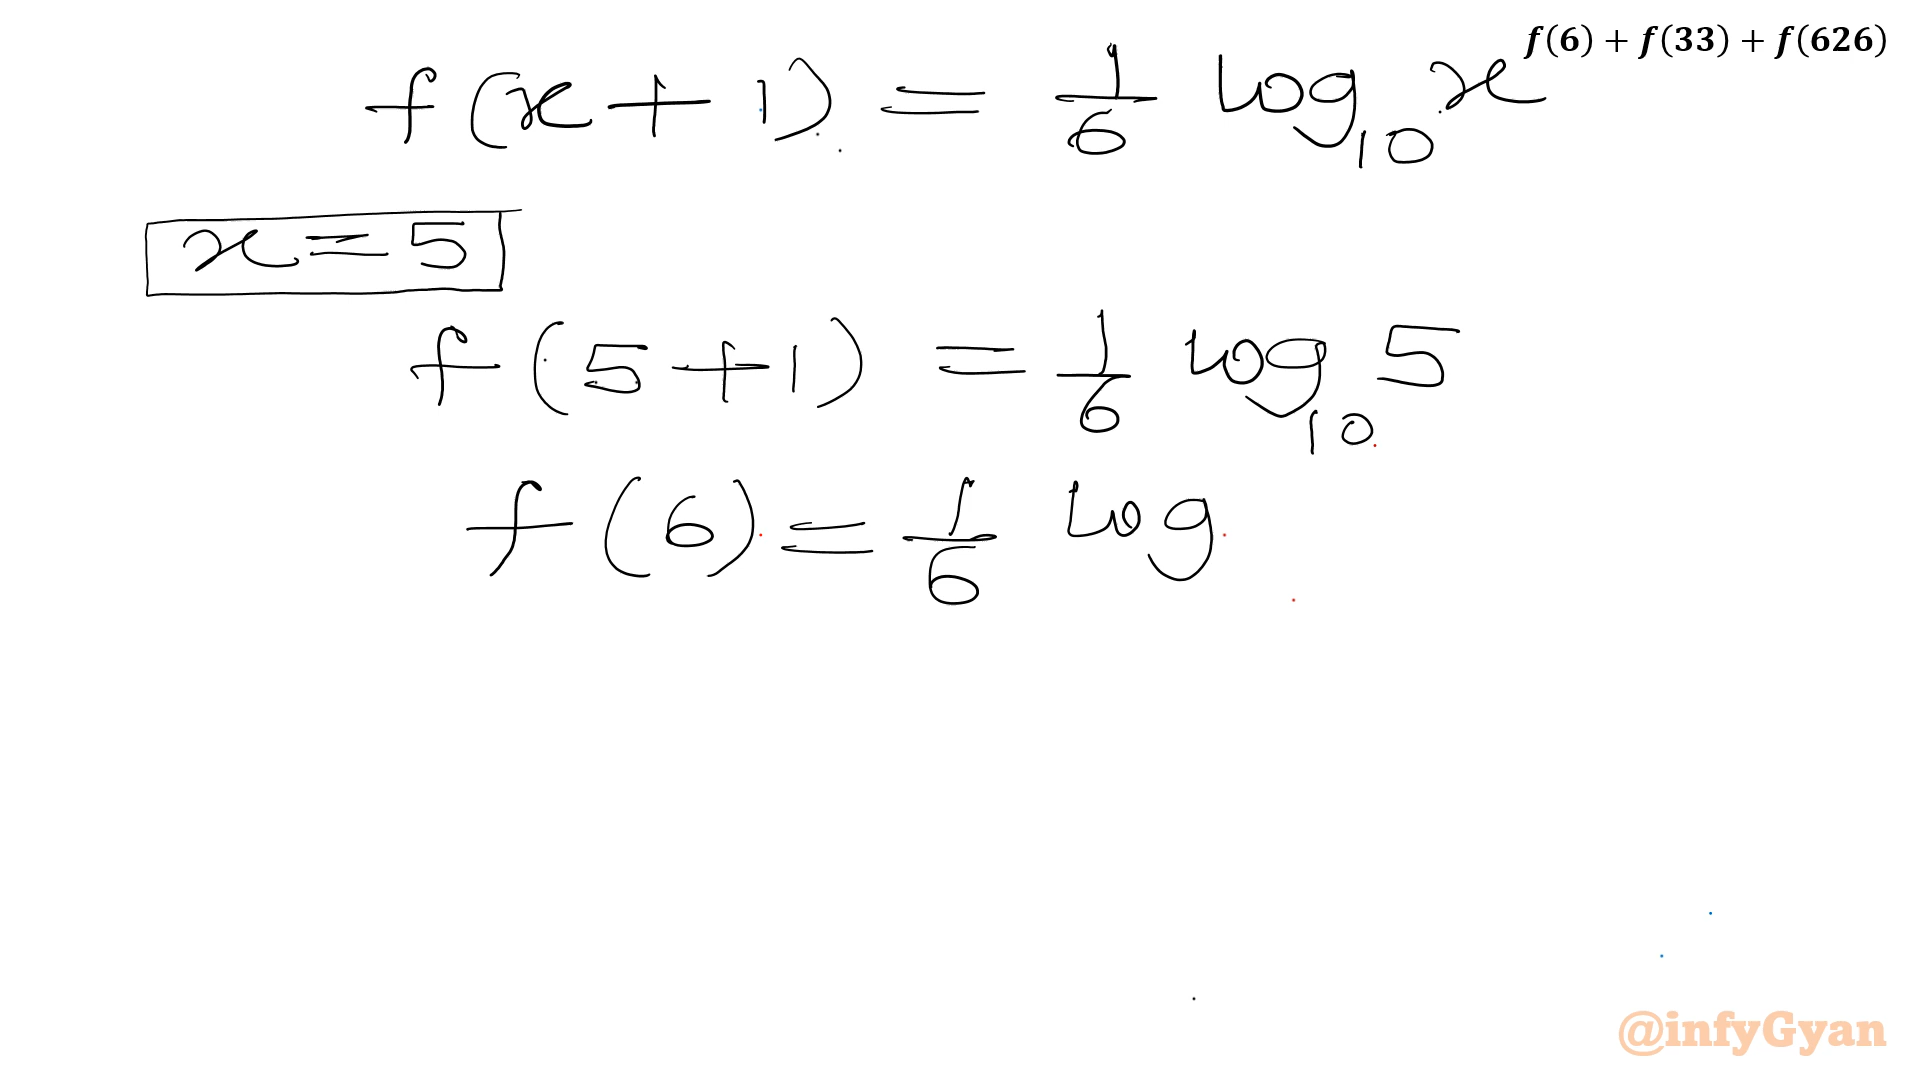 f(6) + f(33) + f(626)
f(x+1) = 1/6 log₁₀ x
x = 5
f(5+1) = 1/6 log₁₀ 5
f(6) = 1/6 log
@infyGyan